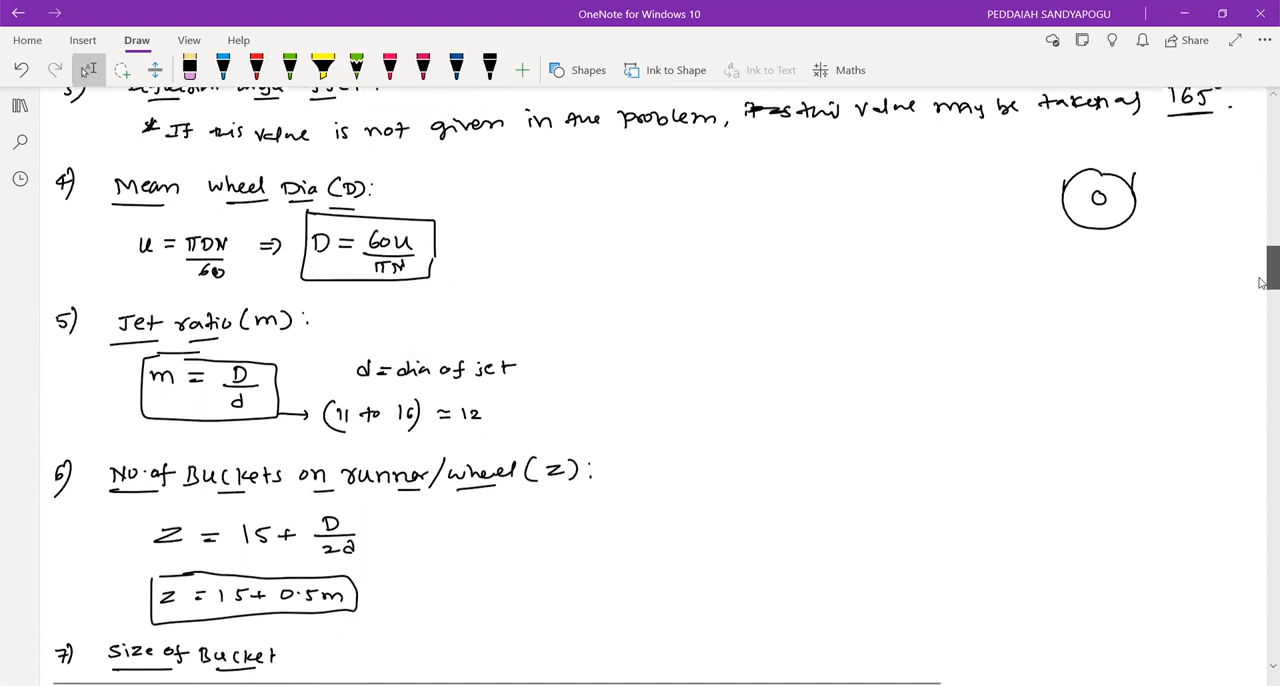 OneNote for Windows 10
PEDDAIAH SANDYAPOGU
Home Insert Draw View Help
Share
Shapes Ink to Shape Ink to Text Maths
3)
* If this value is not given in the problem, this value may be taken as 165°.
4) Mean wheel Dia (D):
u = πDN/60 ⇒ D = 60u/πN
5) Jet ratio (m):
m = D/d d = dia of jet
→ (11 to 16) ≃ 12
6) No. of Buckets on runner/wheel (Z):
Z = 15 + D/2d
Z = 15 + 0.5m
7) Size of Bucket